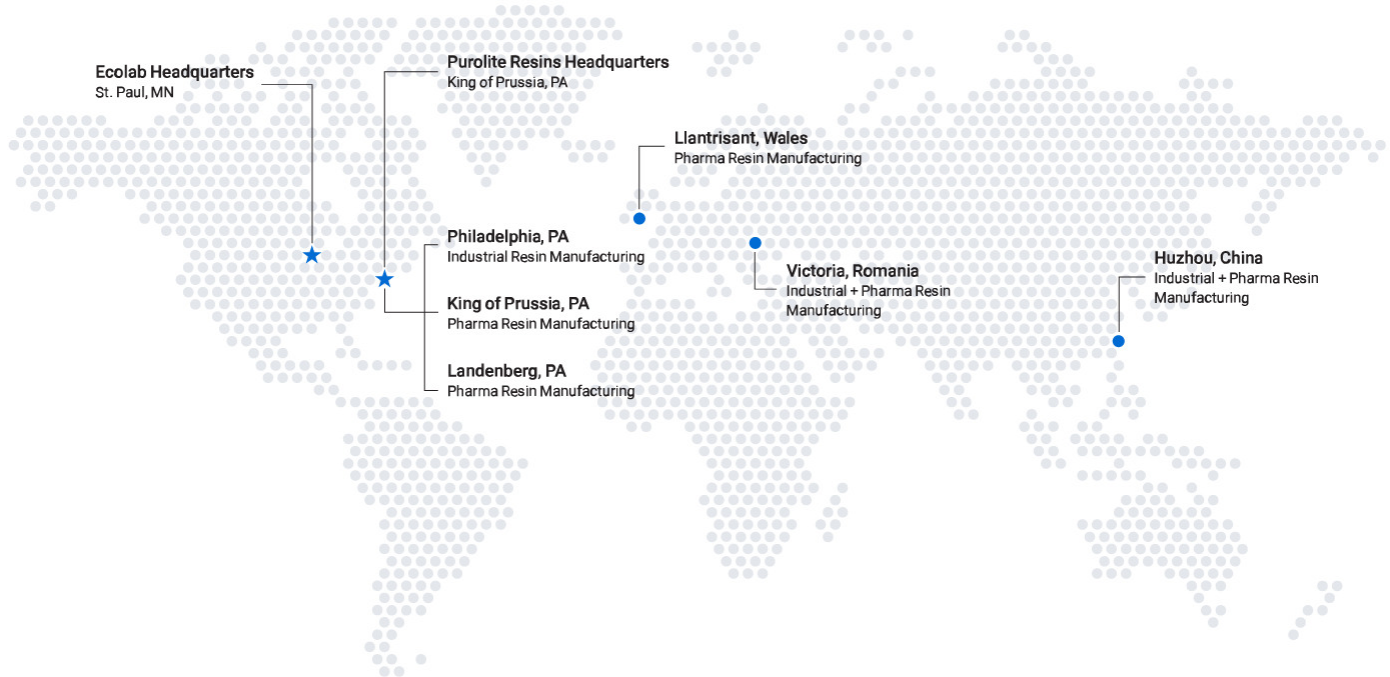 Ecolab Headquarters
St. Paul, MN
Purolite Resins Headquarters
King of Prussia, PA
Llantrisant, Wales
Pharma Resin Manufacturing
Philadelphia, PA
Industrial Resin Manufacturing
King of Prussia, PA
Pharma Resin Manufacturing
Landenberg, PA
Pharma Resin Manufacturing
Victoria, Romania
Industrial + Pharma Resin
Manufacturing
Huzhou, China
Industrial + Pharma Resin
Manufacturing